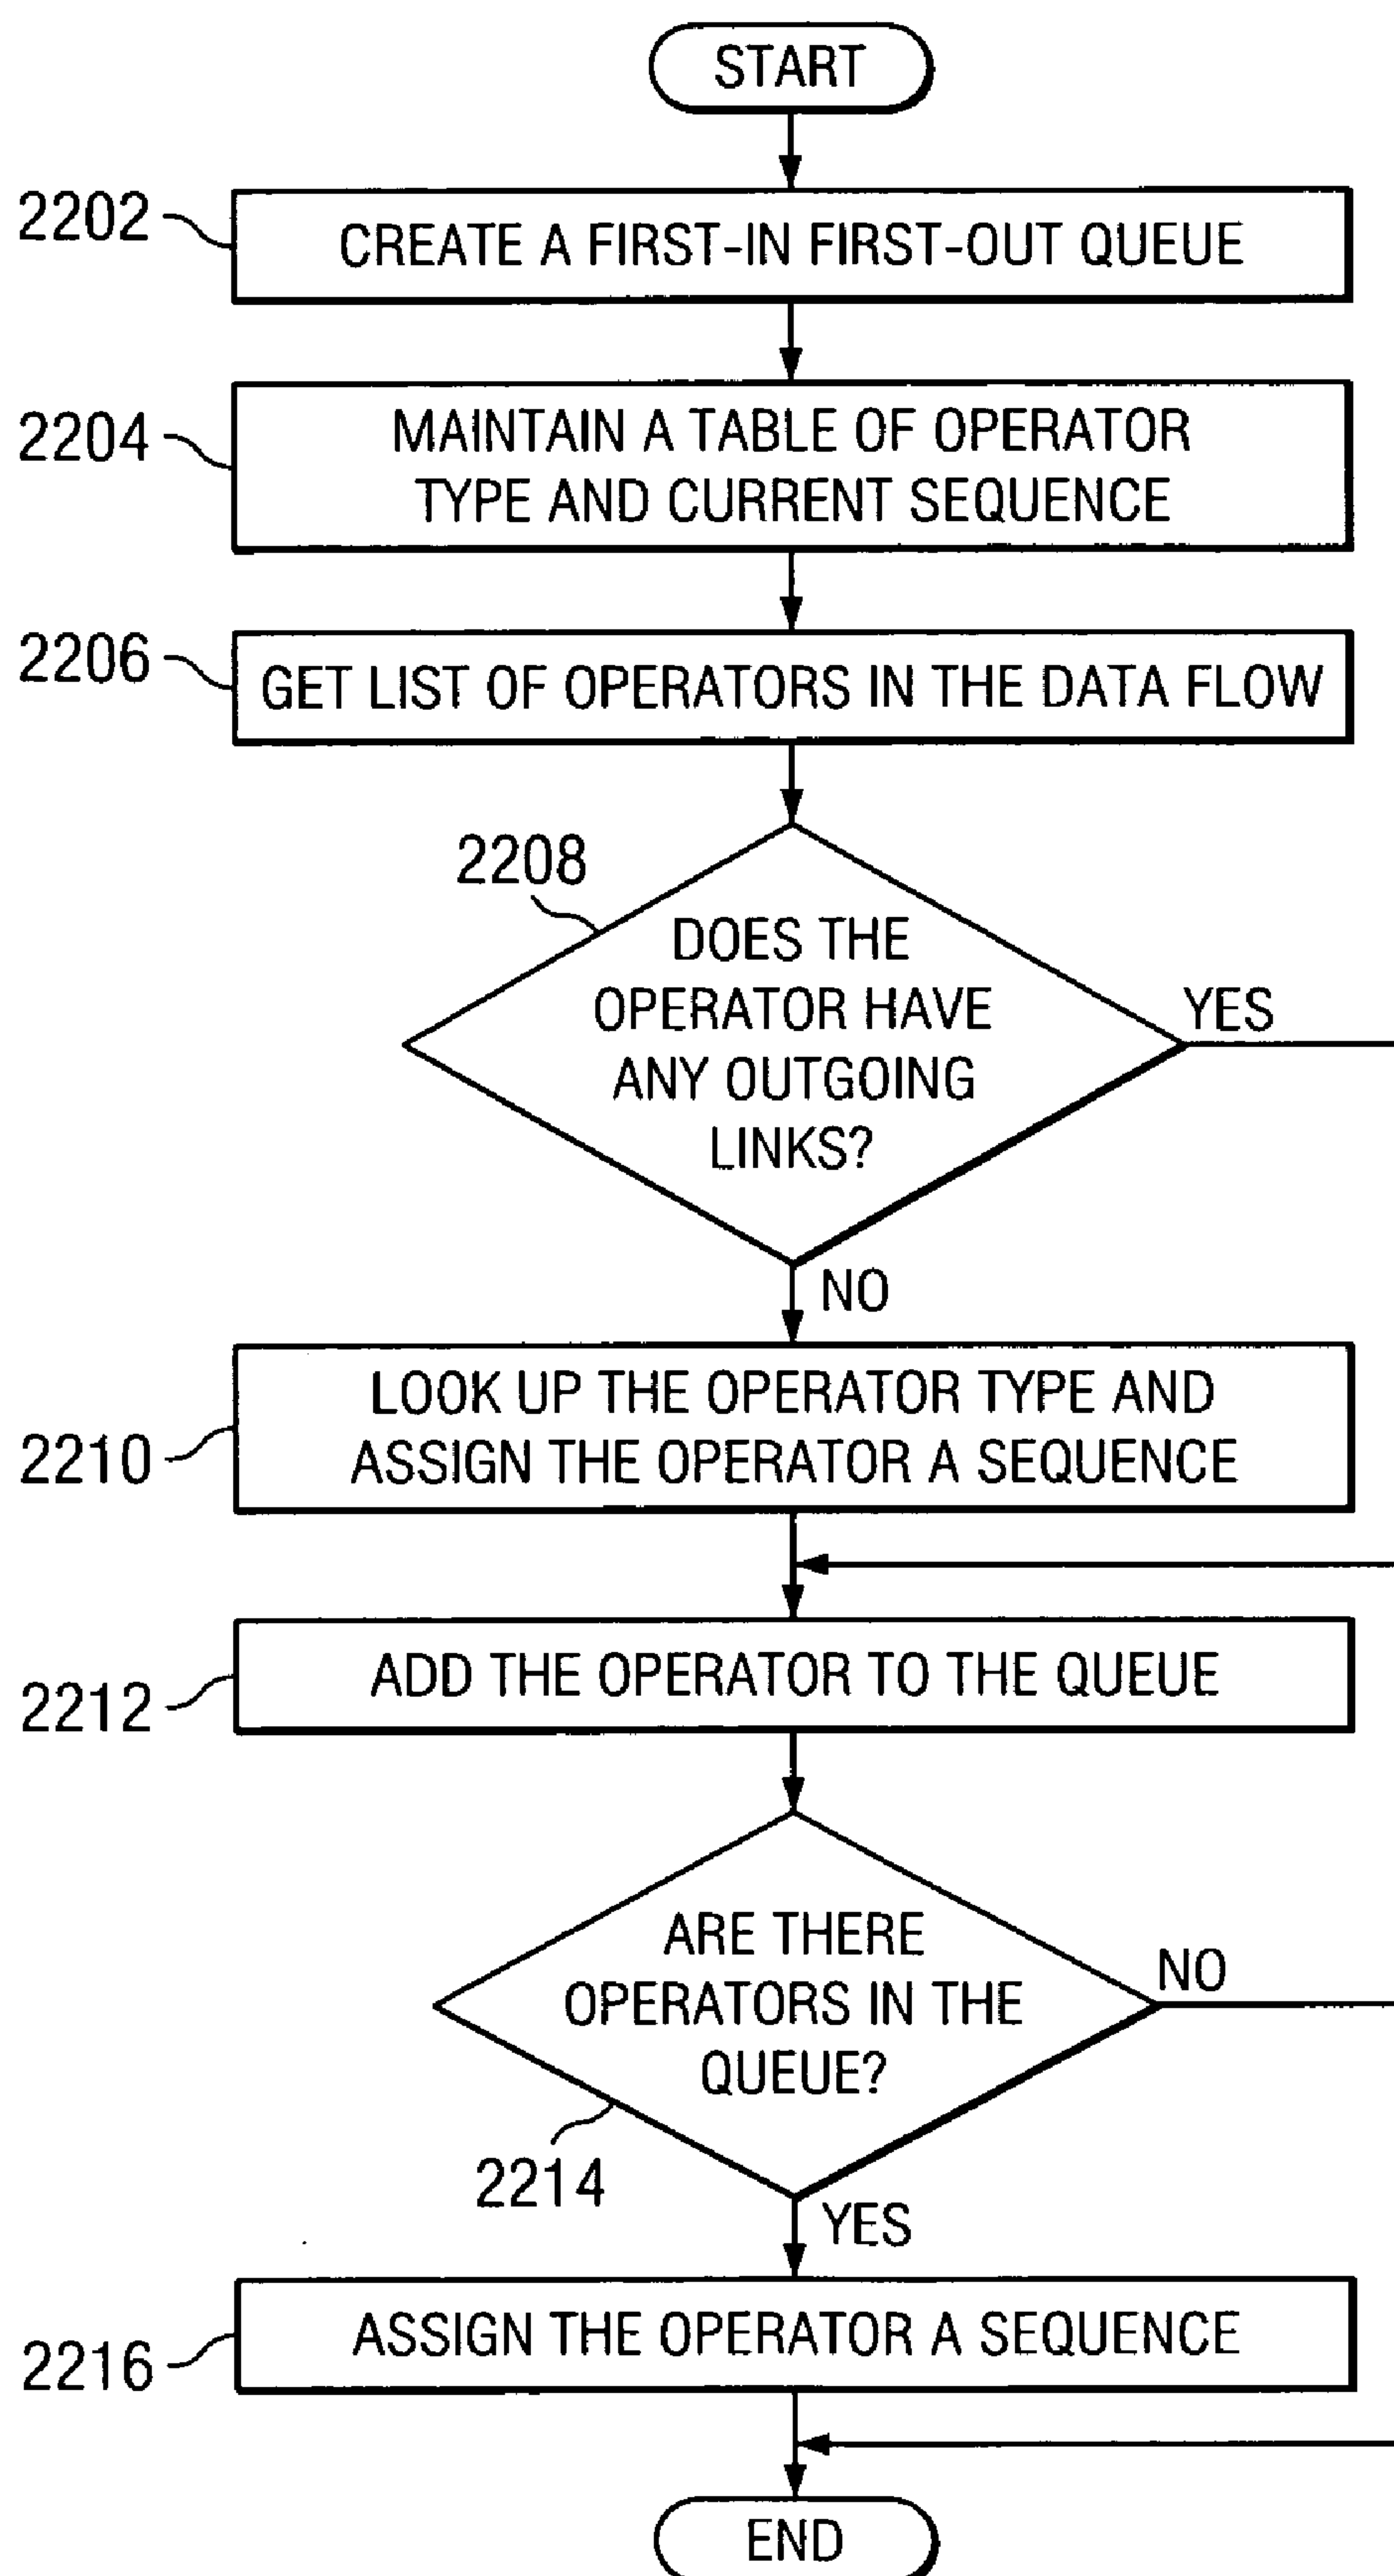 START
2202
CREATE A FIRST-IN FIRST-OUT QUEUE
2204
MAINTAIN A TABLE OF OPERATOR
TYPE AND CURRENT SEQUENCE
2206
GET LIST OF OPERATORS IN THE DATA FLOW
2208
DOES THE
OPERATOR HAVE
ANY OUTGOING
LINKS?
YES
NO
2210
LOOK UP THE OPERATOR TYPE AND
ASSIGN THE OPERATOR A SEQUENCE
2212
ADD THE OPERATOR TO THE QUEUE
ARE THERE
OPERATORS IN THE
QUEUE?
NO
2214
YES
2216
ASSIGN THE OPERATOR A SEQUENCE
END